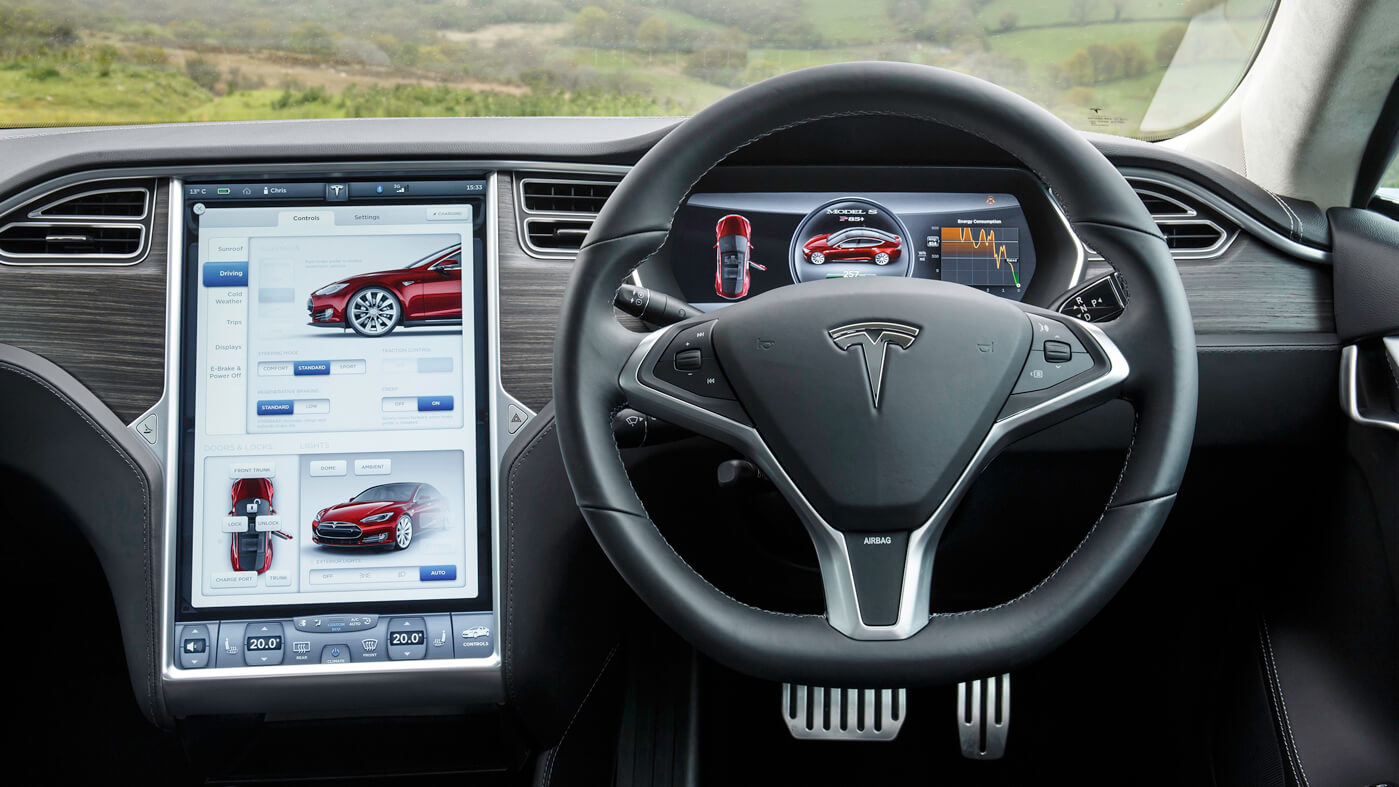 13° C
Chris
3G
15:33
Controls
Settings
CHARGING
Sunroof
Driving
Cold
Weather
Trips
Displays
E-Brake &
Power Off
STEERING MODE
COMFORT
STANDARD
SPORT
TRACTION CONTROL
REGENERATIVE BRAKING
STANDARD
LOW
CREEP
OFF
ON
DOORS & LOCKS
LIGHTS
FRONT TRUNK
LOCK
UNLOCK
CHARGE PORT
TRUNK
DOME
AMBIENT
EXTERIOR LIGHTS
OFF
AUTO
20.0°
REAR
CLIMATE
A/C
AUTO
FRONT
20.0°
CONTROLS
MODEL S
P85+
257
Energy Consumption
R
N
D
P
AIRBAG